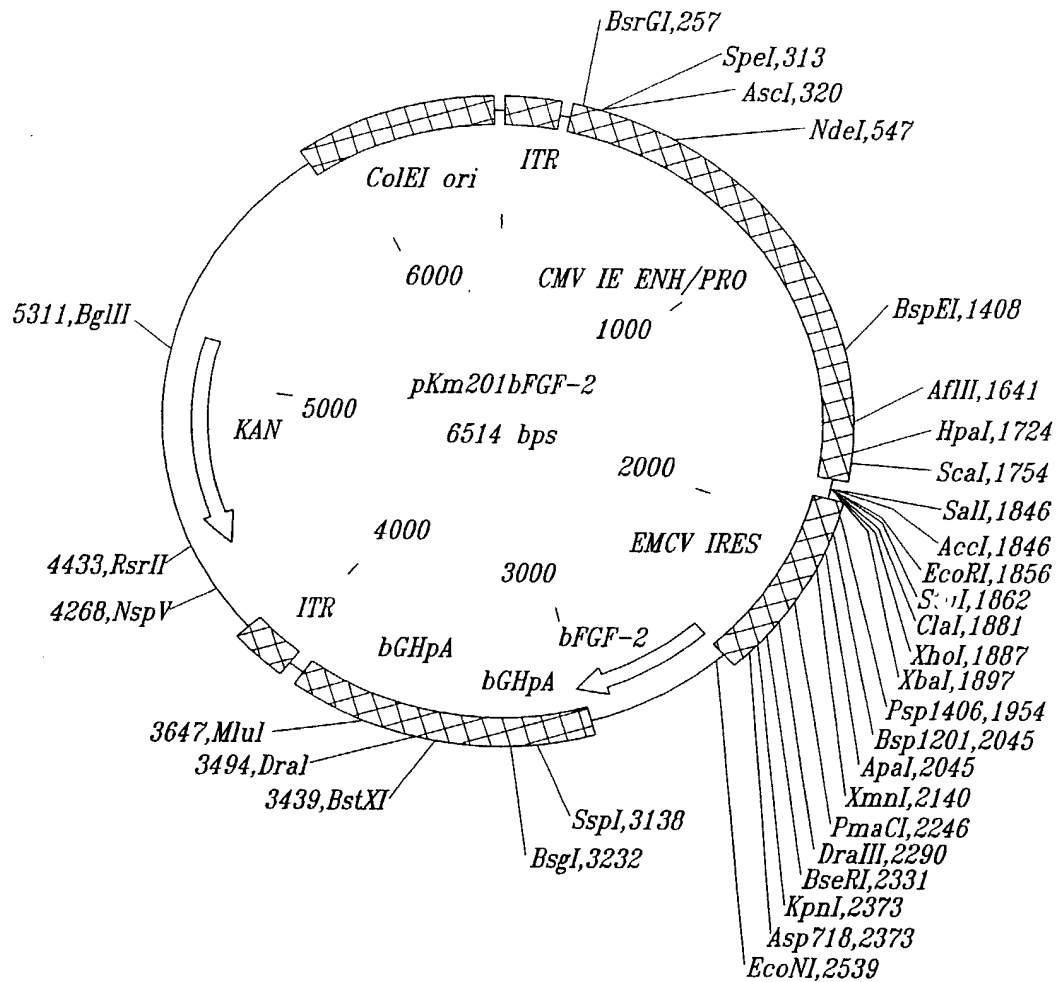 BsrGI,257
SpeI,313
AscI,320
NdeI,547
ITR
ColEI ori
6000
CMV IE ENH/PRO
1000
BspEI,1408
5311,BglII
pKm201bFGF-2
6514 bps
5000
KAN
AflII,1641
HpaI,1724
ScaI,1754
2000
SalI,1846
AccI,1846
EcoRI,1856
ClaI,1881
XhoI,1887
XbaI,1897
Psp1406,1954
Bsp1201,2045
ApaI,2045
XmnI,2140
PmaCI,2246
DraIII,2290
BseRI,2331
KpnI,2373
Asp718,2373
EcoNI,2539
EMCV IRES
4000
3000
4433,RsrII
4268,NspV
ITR
bGHpA
bFGF-2
bGHpA
3647,MluI
3494,DraI
3439,BstXI
SspI,3138
BsgI,3232